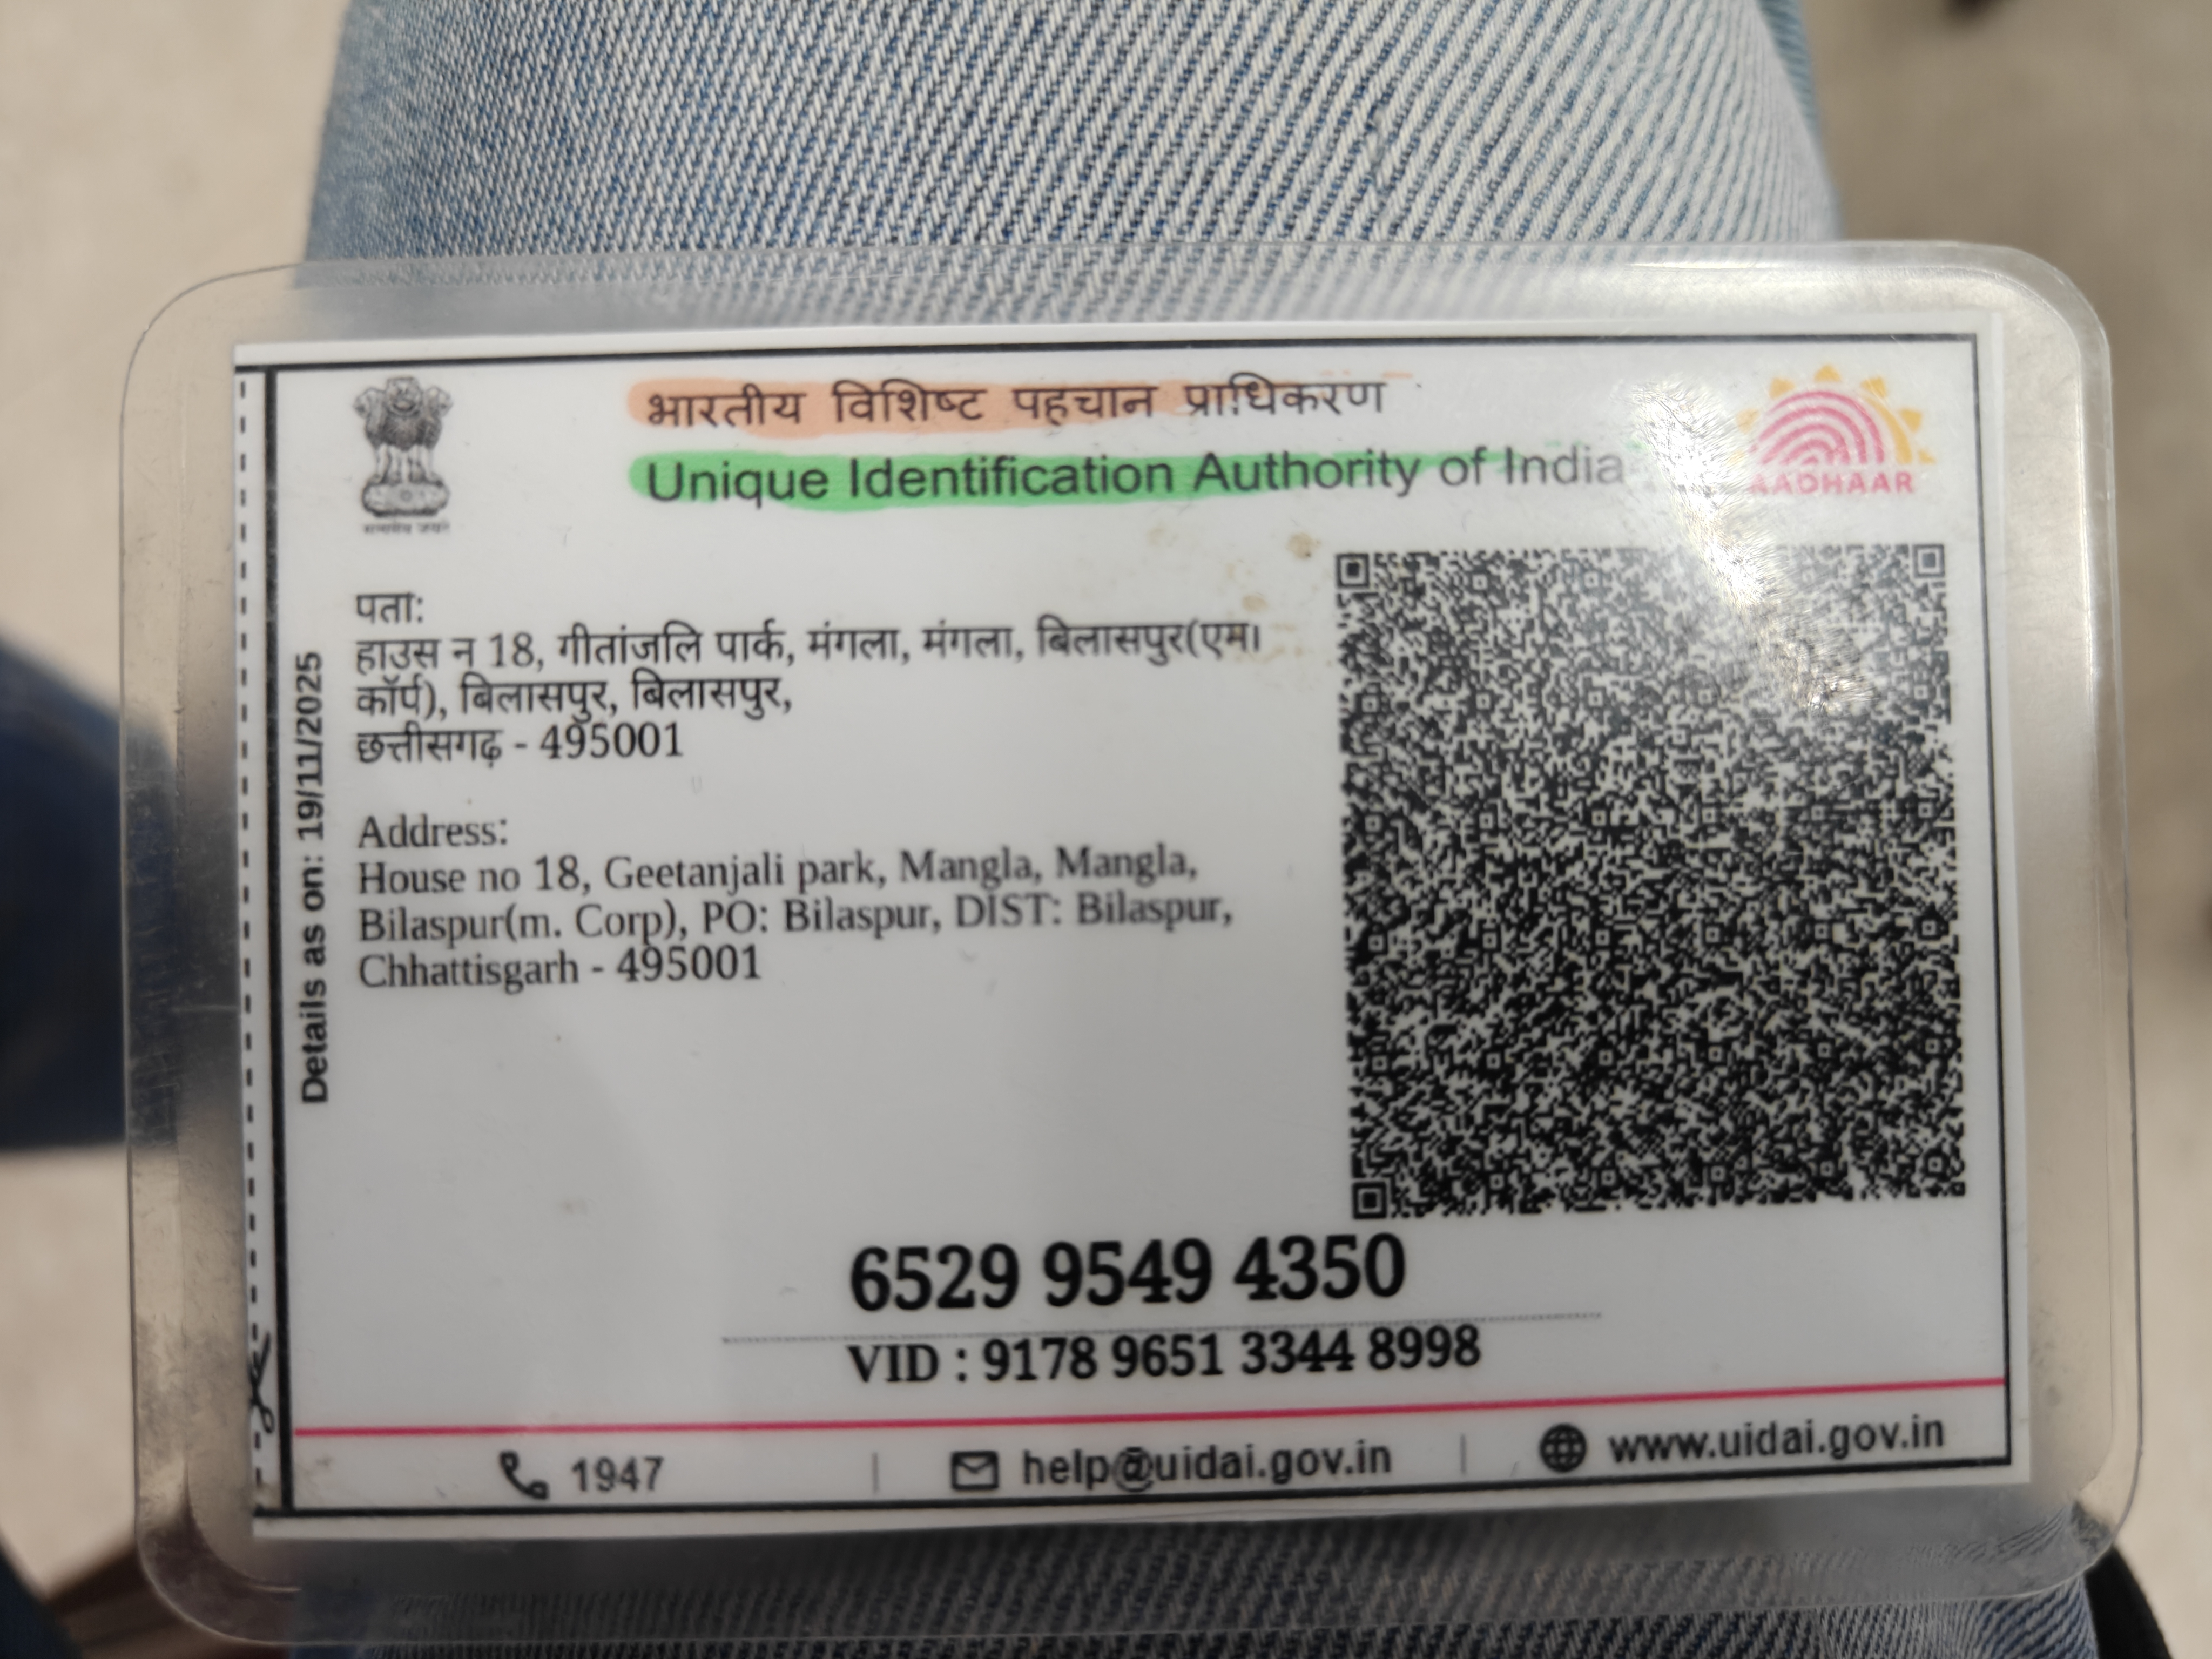 भारतीय विशिष्ट पहचान प्राधिकरण
Unique Identification Authority of India
AADHAAR
Details as on: 19/11/2025
पता:
हाउस न 18, गीतांजलि पार्क, मंगला, मंगला, बिलासपुर(एम।
कॉर्प), बिलासपुर, बिलासपुर,
छत्तीसगढ़ - 495001
Address:
House no 18, Geetanjali park, Mangla, Mangla,
Bilaspur(m. Corp), PO: Bilaspur, DIST: Bilaspur,
Chhattisgarh - 495001
6529 9549 4350
VID : 9178 9651 3344 8998
1947 | help@uidai.gov.in | www.uidai.gov.in